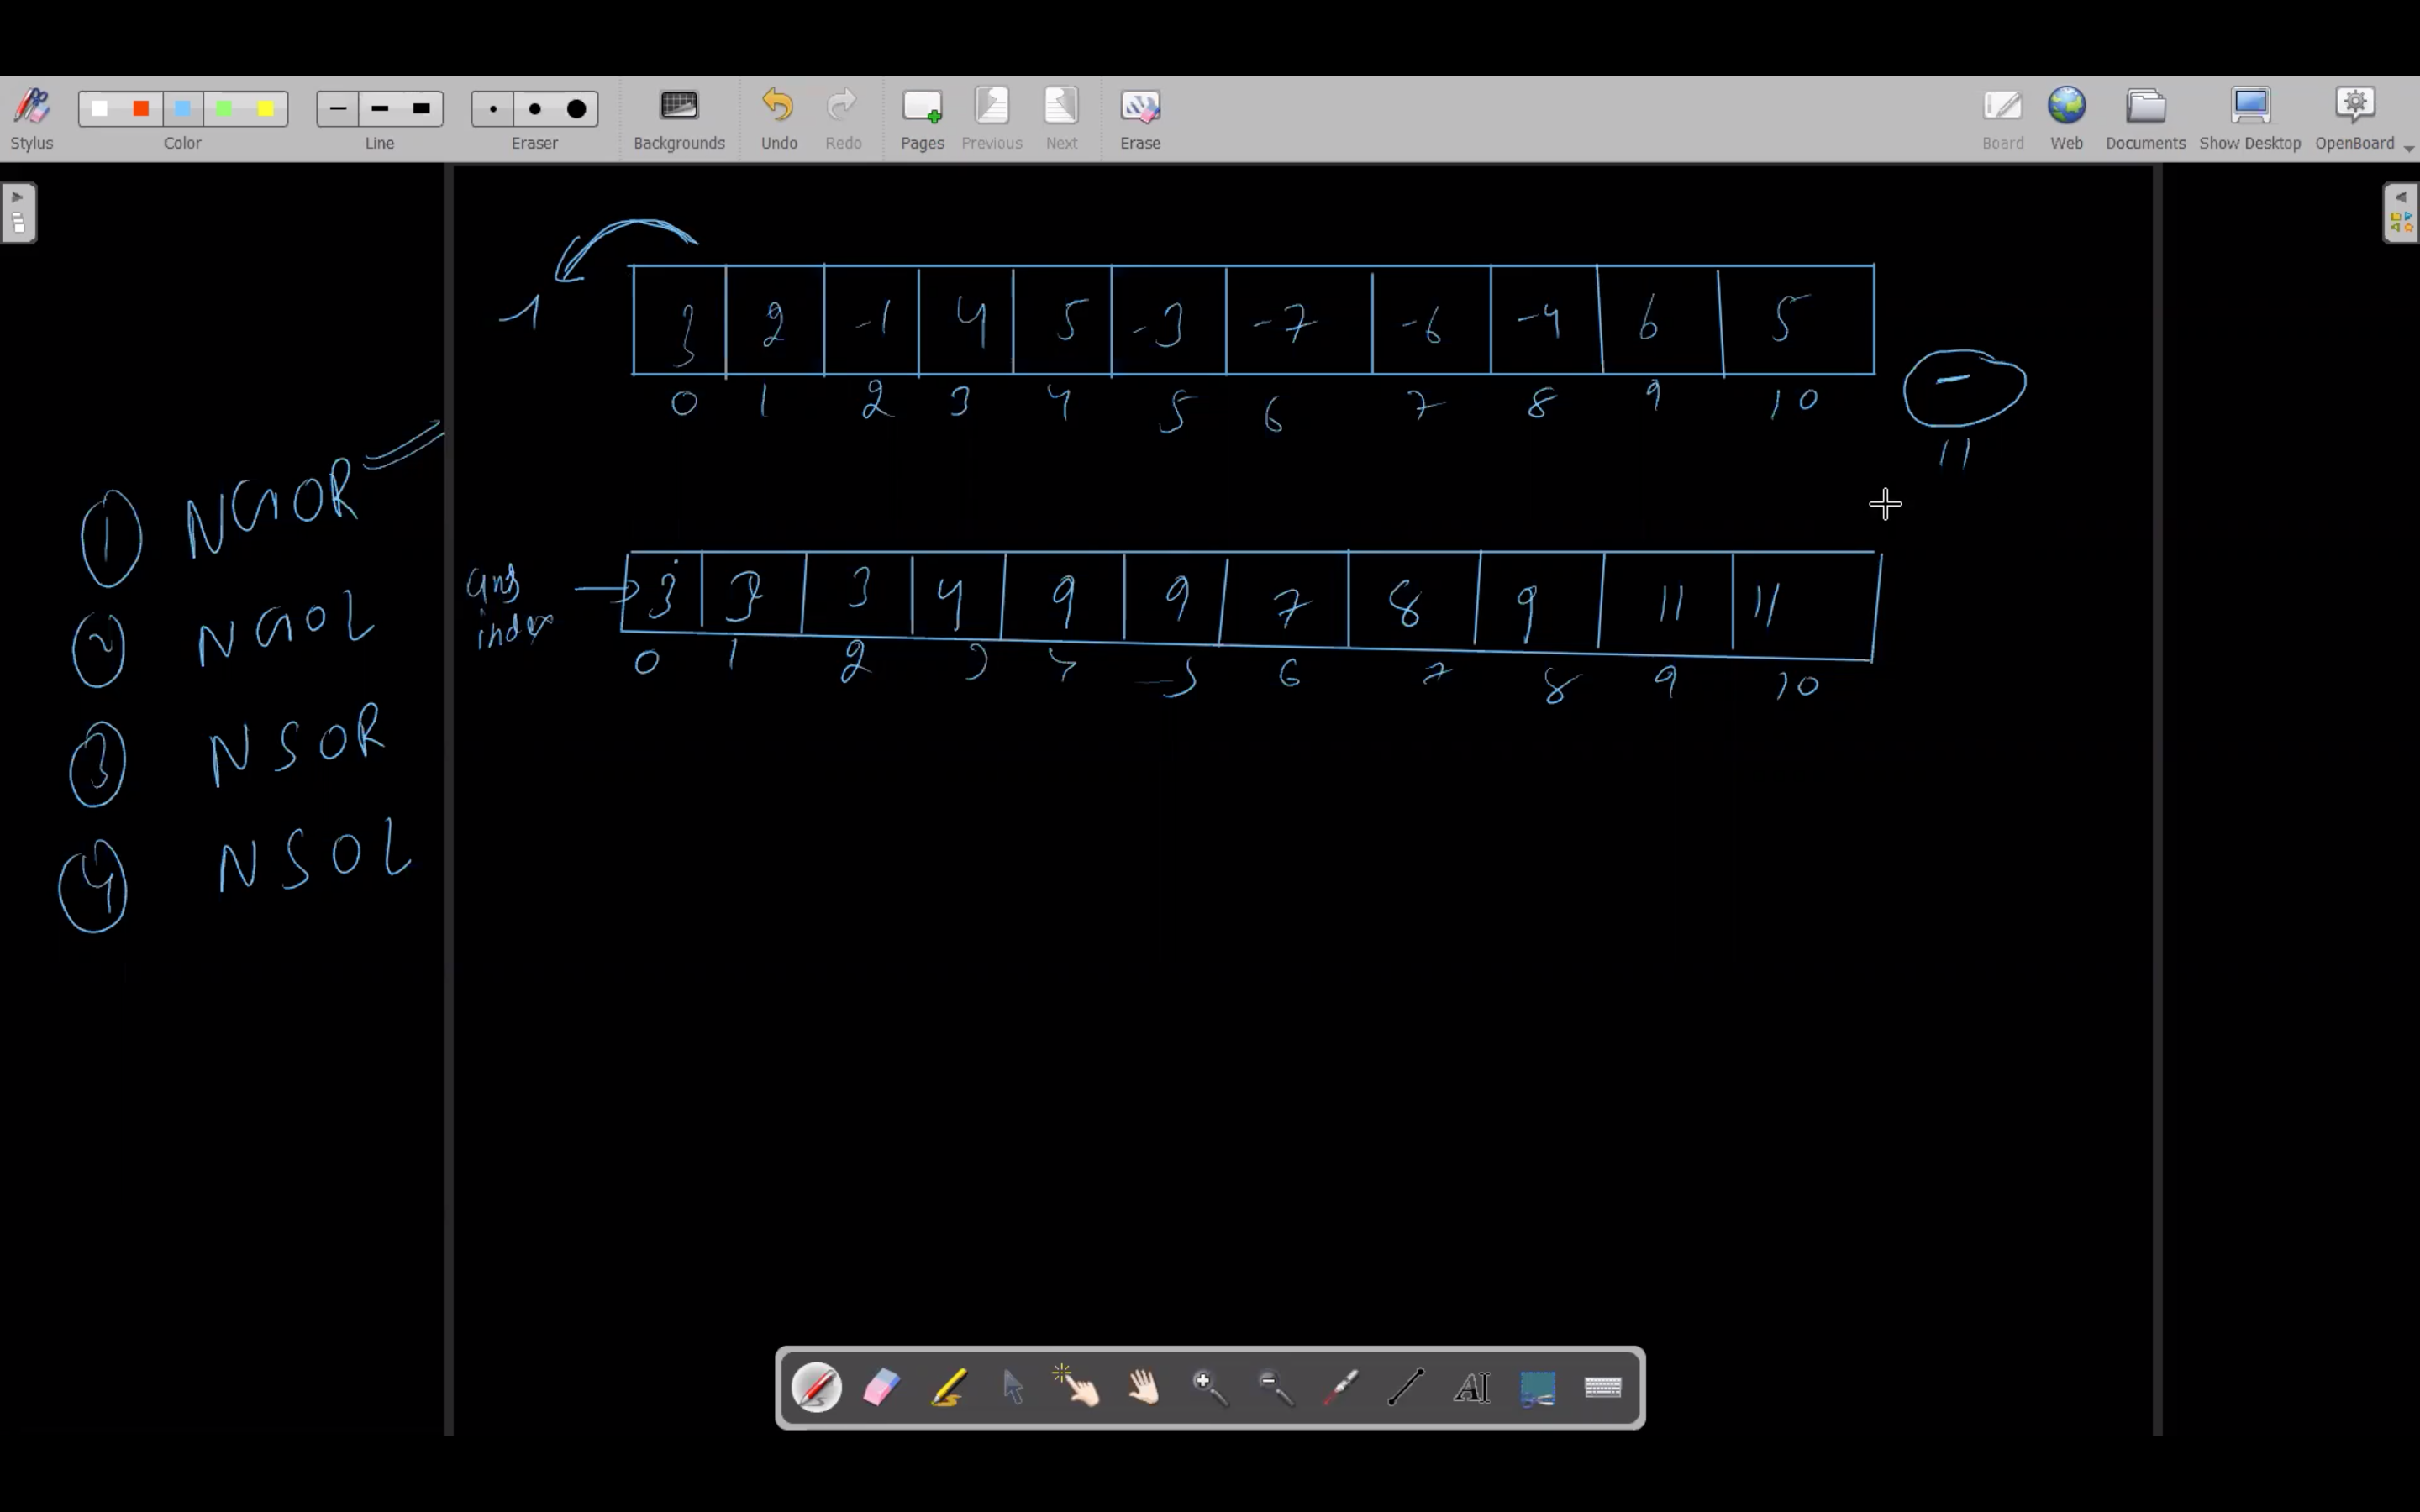 Stylus Color Line Eraser Backgrounds Undo Redo Pages Previous Next Erase Board Web Documents Show Desktop OpenBoard
-1
3 2 -1 4 5 -3 -7 -6 -4 6 5
0 1 2 3 4 5 6 7 8 9 10
-
11
1 NGOR
2 NGOL
3 NSOR
4 NSOL
ans
index
3 3 3 4 9 9 7 8 9 11 11
0 1 2 3 4 5 6 7 8 9 10